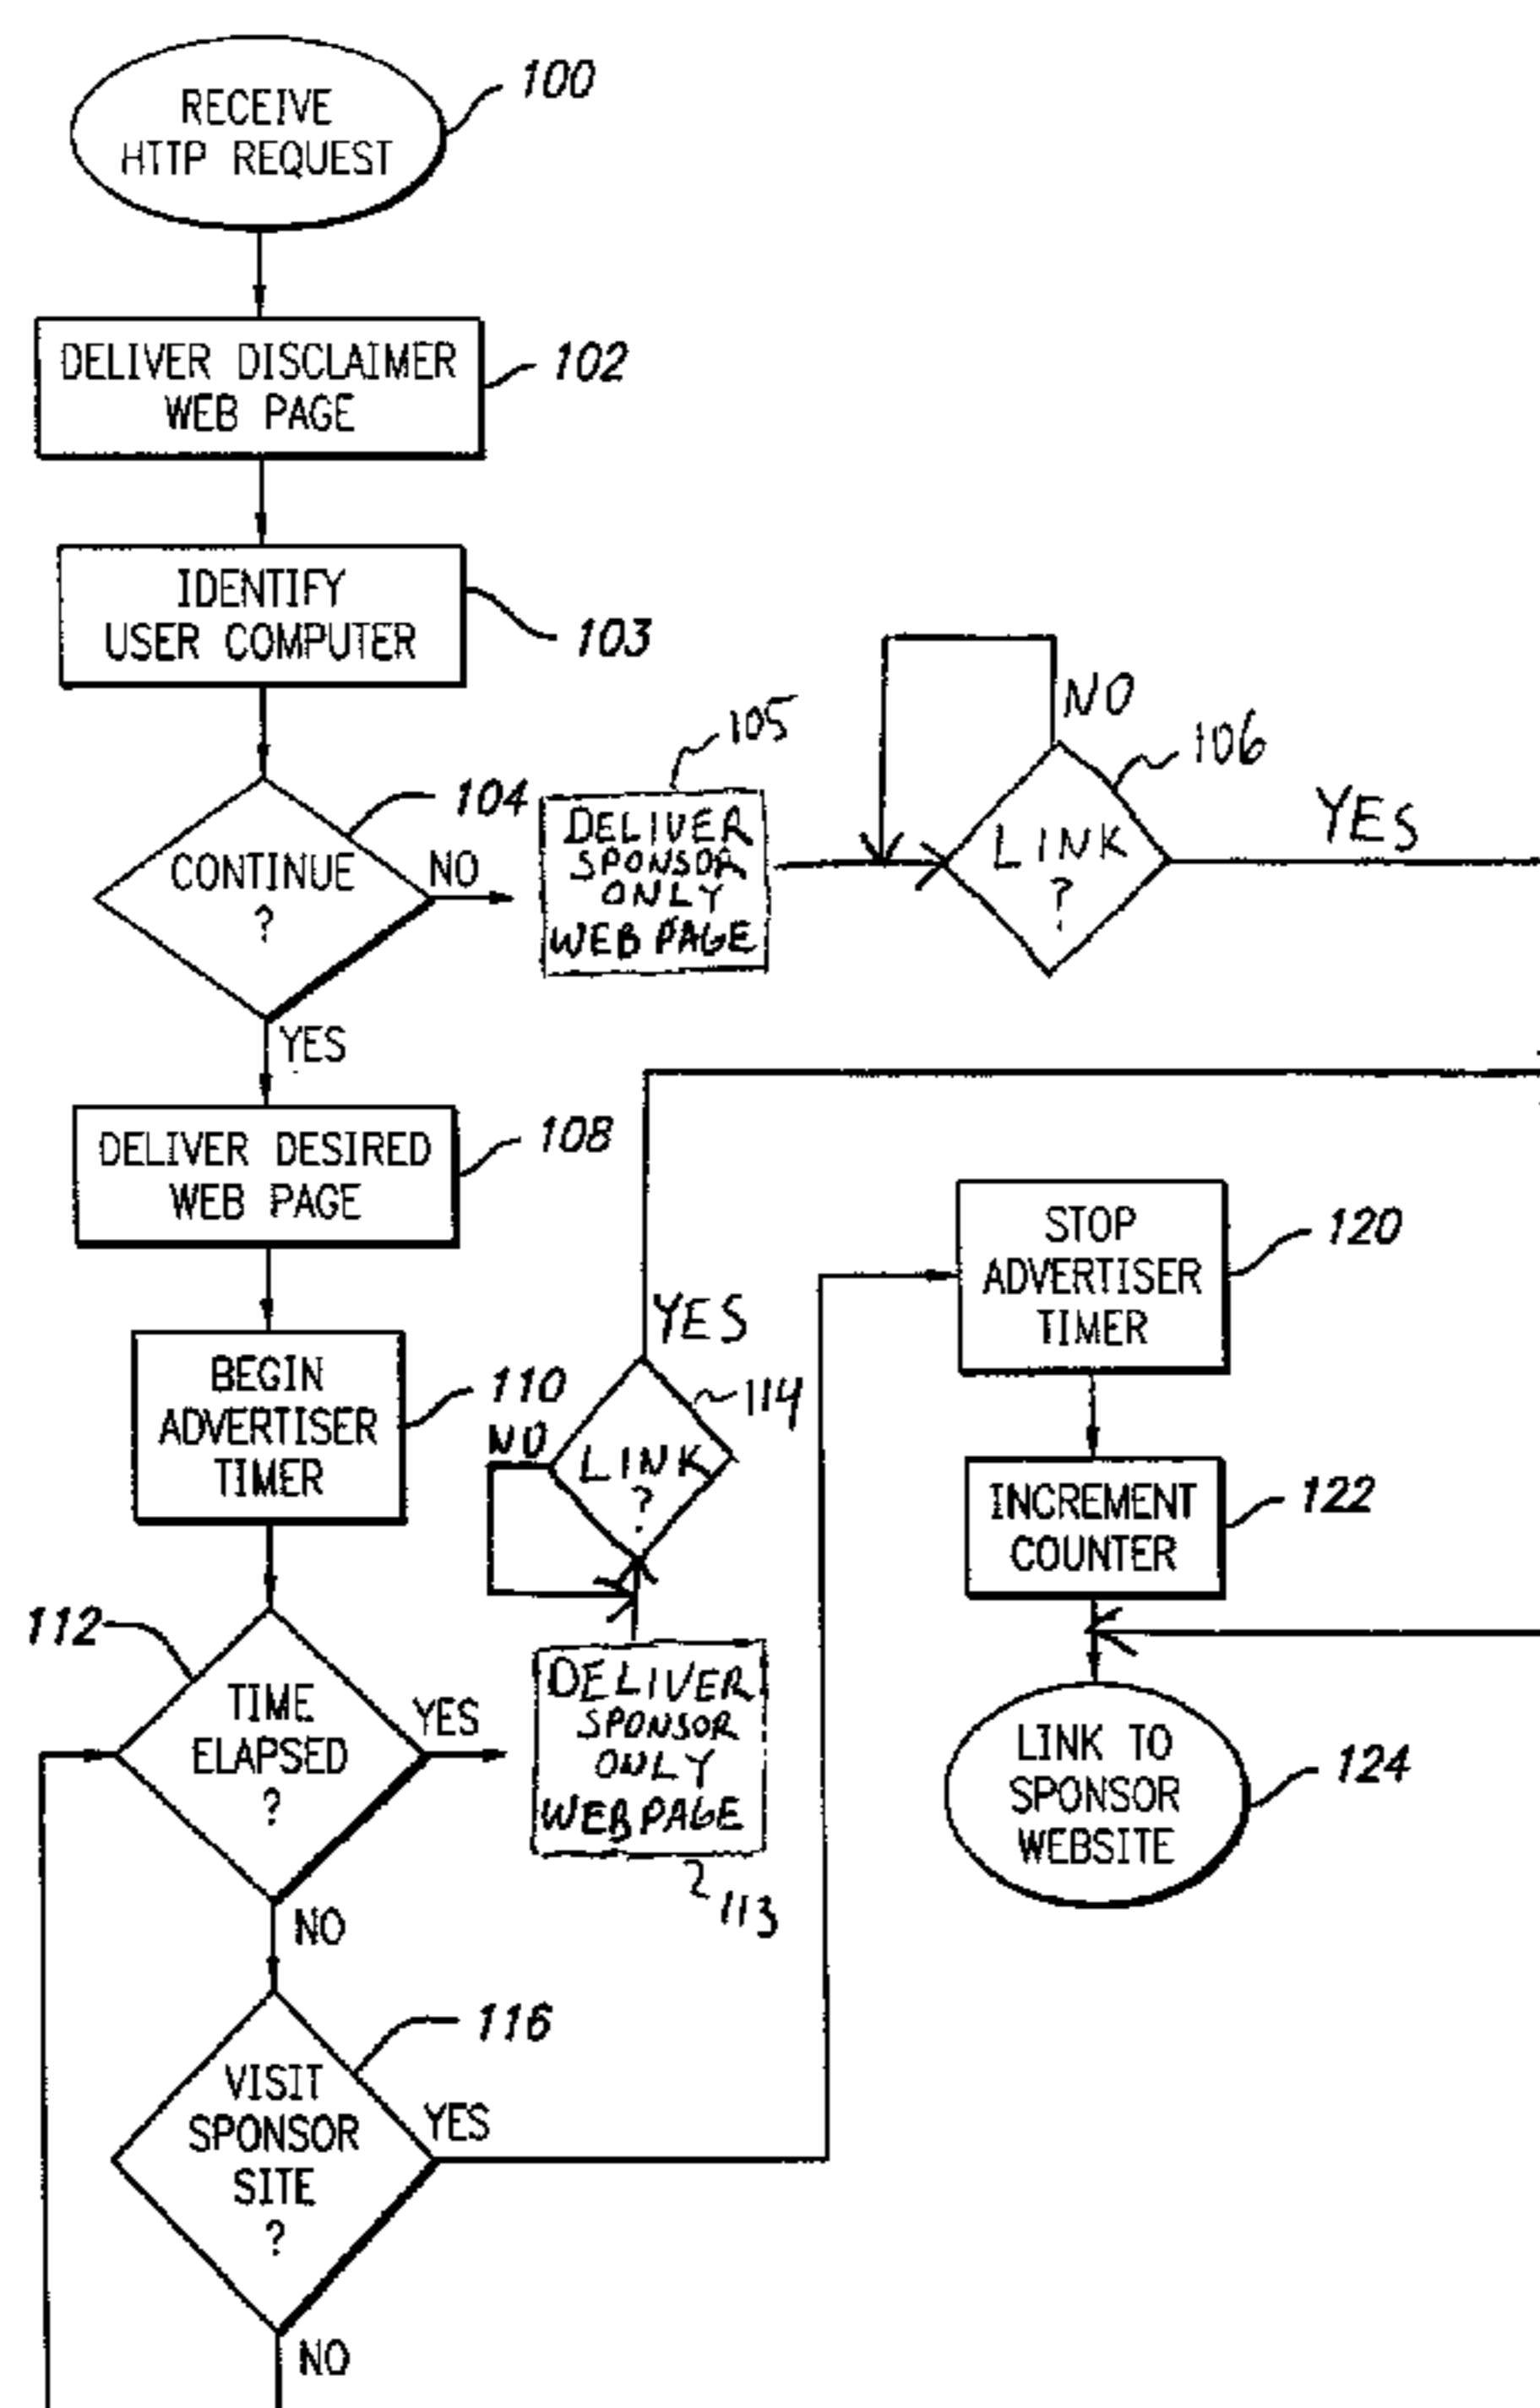 RECEIVE
HTTP REQUEST
100
DELIVER DISCLAIMER
WEB PAGE
102
IDENTIFY
USER COMPUTER
103
CONTINUE
?
104
NO
YES
105
DELIVER
SPONSOR
ONLY
WEB PAGE
NO
106
LINK
?
YES
DELIVER DESIRED
WEB PAGE
108
BEGIN
ADVERTISER
TIMER
110
YES
114
NO
LINK
?
STOP
ADVERTISER
TIMER
120
INCREMENT
COUNTER
122
112
TIME
ELAPSED
?
YES
NO
DELIVER
SPONSOR
ONLY
WEB PAGE
113
LINK TO
SPONSOR
WEBSITE
124
116
VISIT
SPONSOR
SITE
?
YES
NO